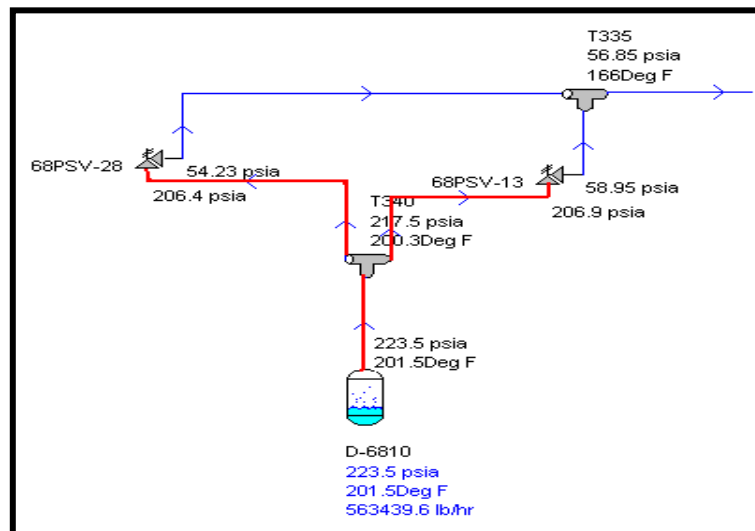 T335
56.85 psia
166Deg F
68PSV-28
54.23 psia
206.4 psia
68PSV-13
58.95 psia
206.9 psia
T340
217.5 psia
200.3Deg F
223.5 psia
201.5Deg F
D-6810
223.5 psia
201.5Deg F
563439.6 lb/hr